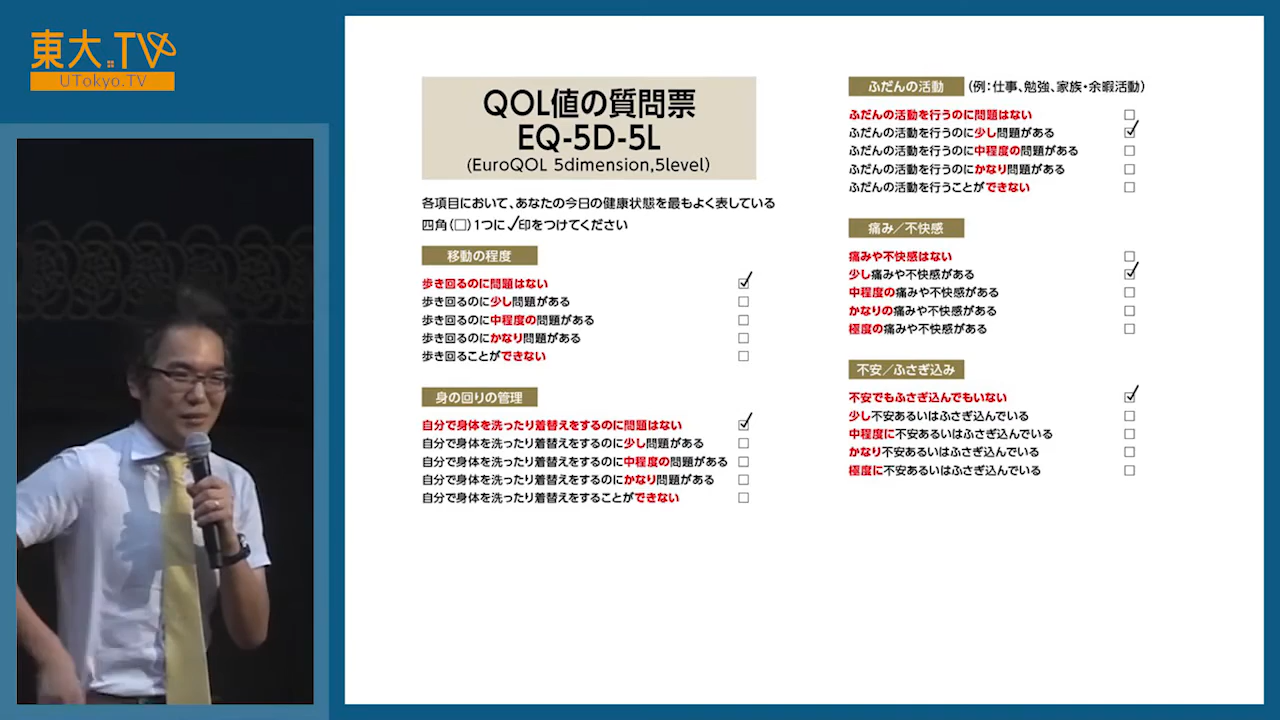 東大TV
UTokyo.TV
QOL値の質問票
EQ-5D-5L
(EuroQOL 5dimension,5level)
各項目において、あなたの今日の健康状態を最もよく表している
四角(□)1つに✓印をつけてください
移動の程度
歩き回るのに問題はない
歩き回るのに少し問題がある
歩き回るのに中程度の問題がある
歩き回るのにかなり問題がある
歩き回ることができない
身の回りの管理
自分で身体を洗ったり着替えをするのに問題はない
自分で身体を洗ったり着替えをするのに少し問題がある
自分で身体を洗ったり着替えをするのに中程度の問題がある
自分で身体を洗ったり着替えをするのにかなり問題がある
自分で身体を洗ったり着替えをすることができない
ふだんの活動 (例:仕事、勉強、家族・余暇活動)
ふだんの活動を行うのに問題はない
ふだんの活動を行うのに少し問題がある
ふだんの活動を行うのに中程度の問題がある
ふだんの活動を行うのにかなり問題がある
ふだんの活動を行うことができない
痛み/不快感
痛みや不快感はない
少し痛みや不快感がある
中程度の痛みや不快感がある
かなりの痛みや不快感がある
極度の痛みや不快感がある
不安/ふさぎ込み
不安でもふさぎ込んでもいない
少し不安あるいはふさぎ込んでいる
中程度に不安あるいはふさぎ込んでいる
かなり不安あるいはふさぎ込んでいる
極度に不安あるいはふさぎ込んでいる